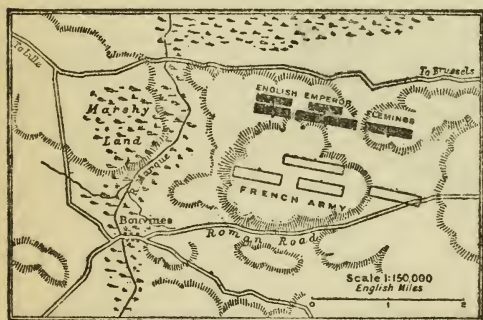 To Lille
To Brussels
ENGLISH EMPEROR
FLEMINGS
Marshy
Land
R. Marque
FRENCH ARMY
Bouvines
Roman Road
Scale 1:150,000
English Miles
0 1 2